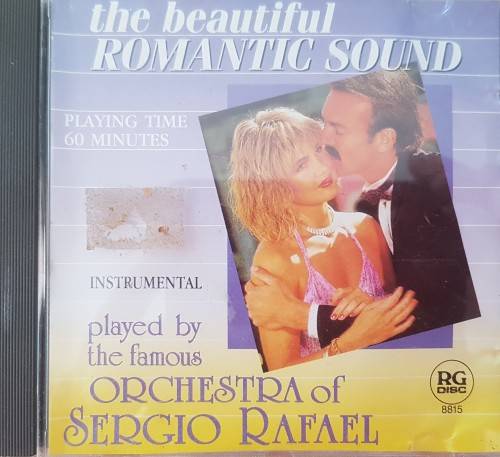 the beautiful
ROMANTIC SOUND
PLAYING TIME
60 MINUTES
INSTRUMENTAL
played by
the famous
ORCHESTRA of
SERGIO RAFAEL
RG
DISC
8815